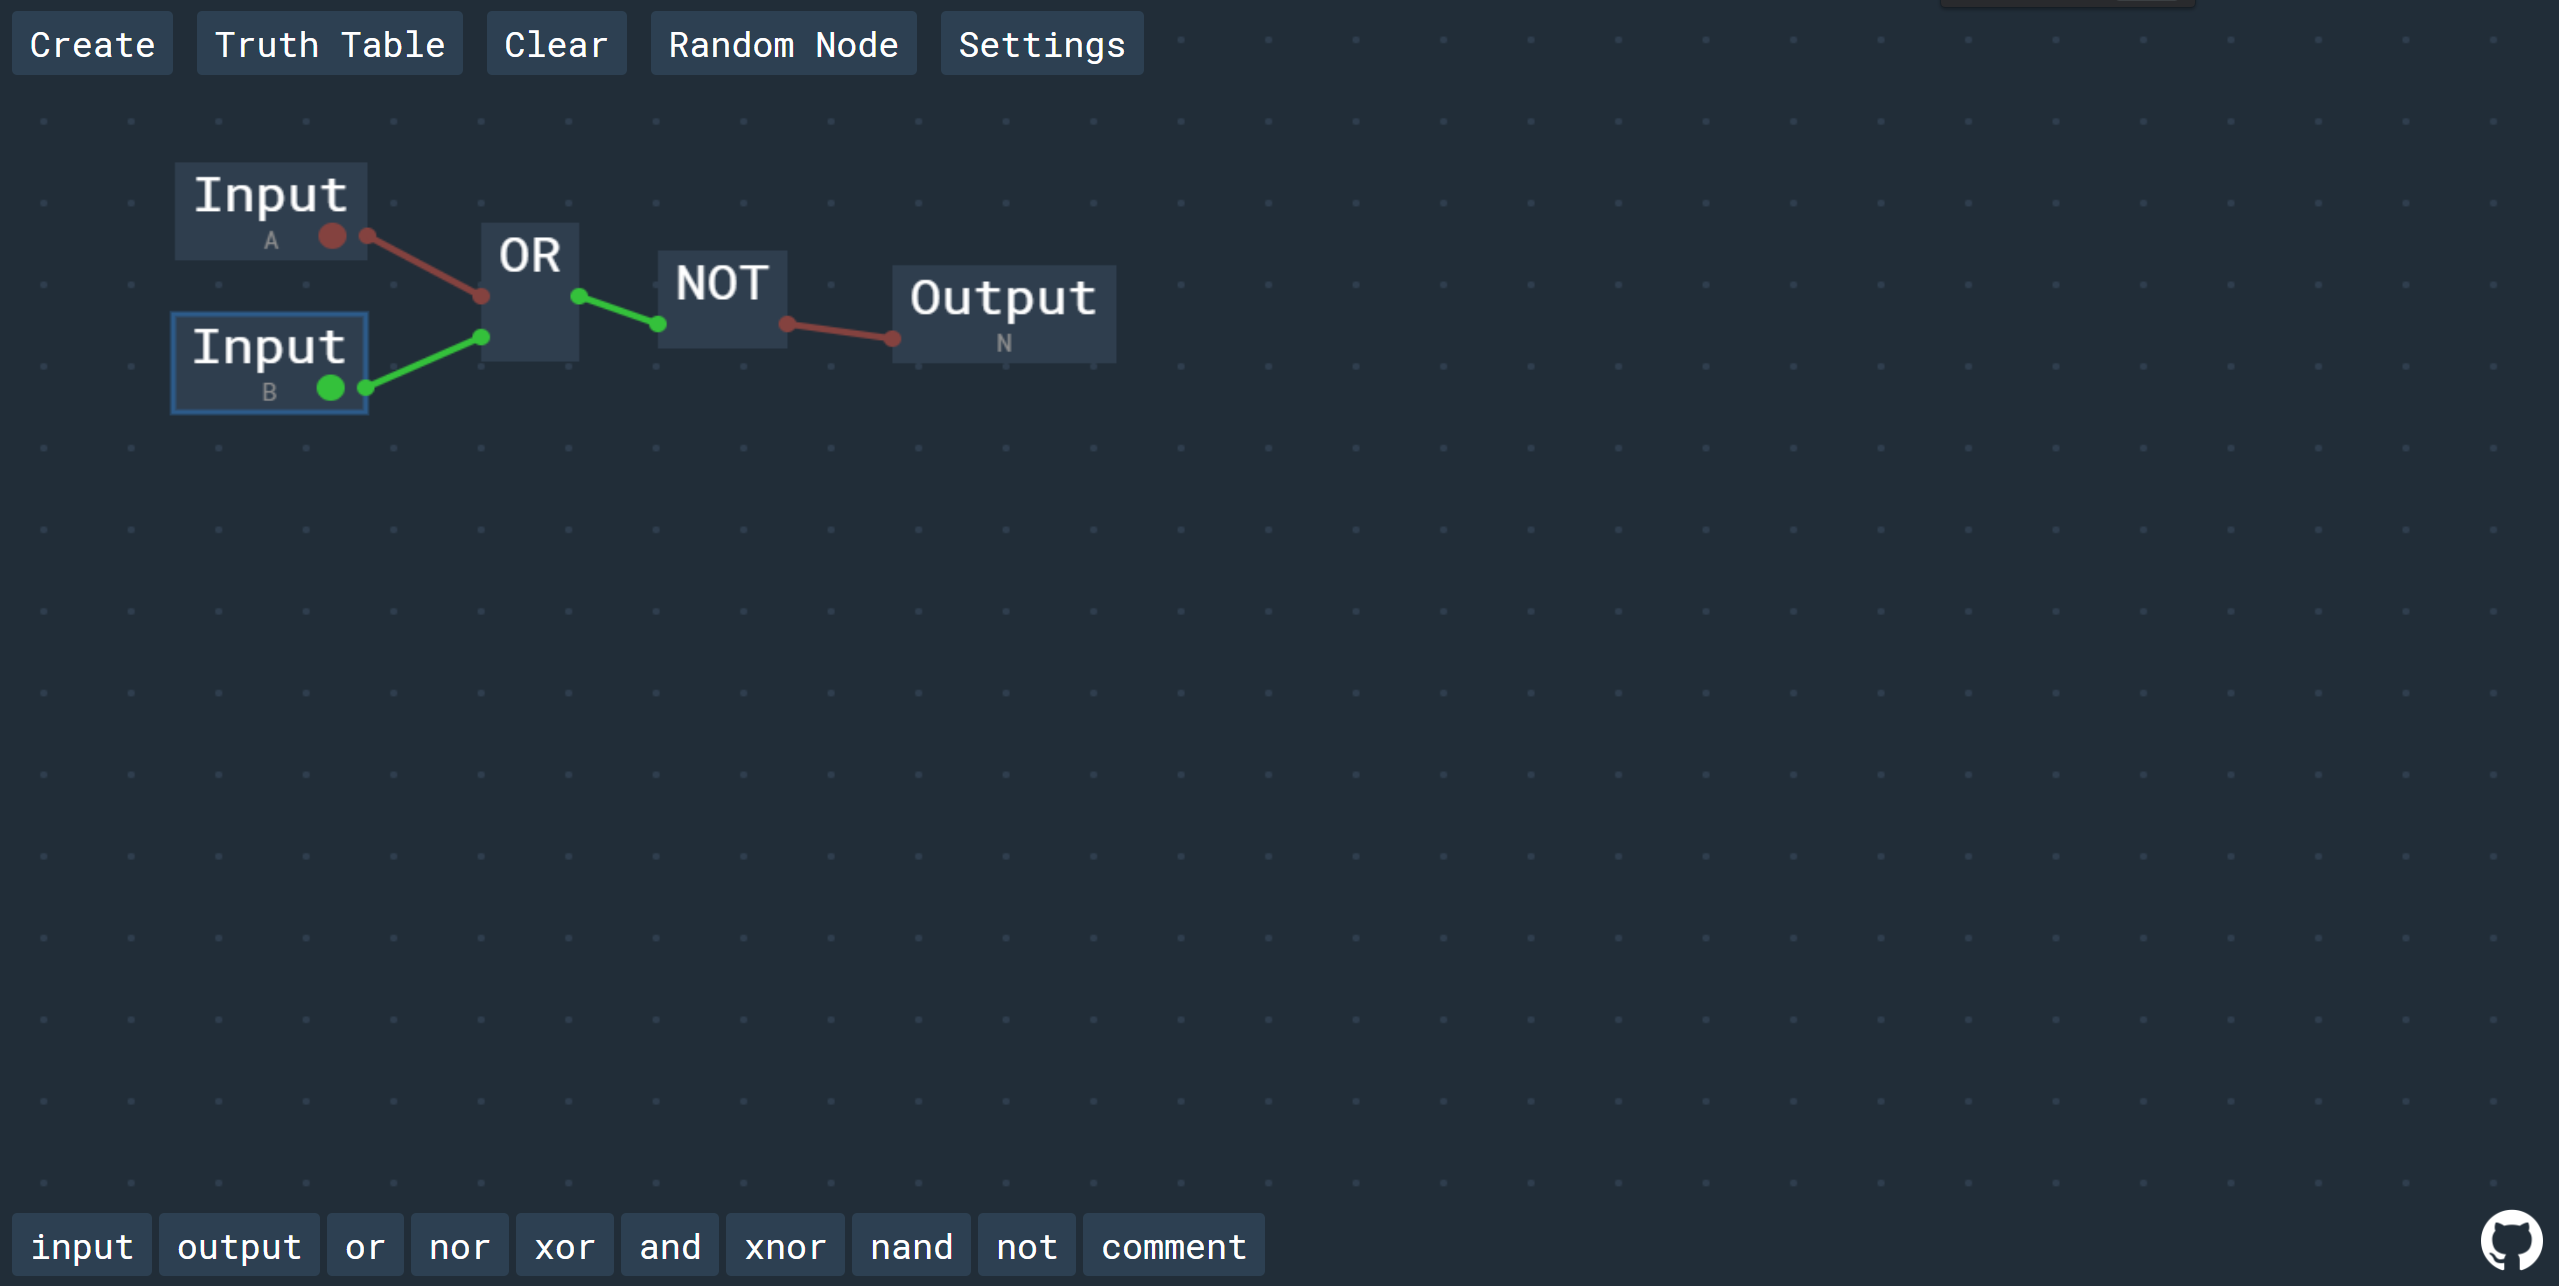 Create Truth Table Clear Random Node Settings
Input
A
OR
NOT
Output
N
Input
B
input output or nor xor and xnor nand not comment